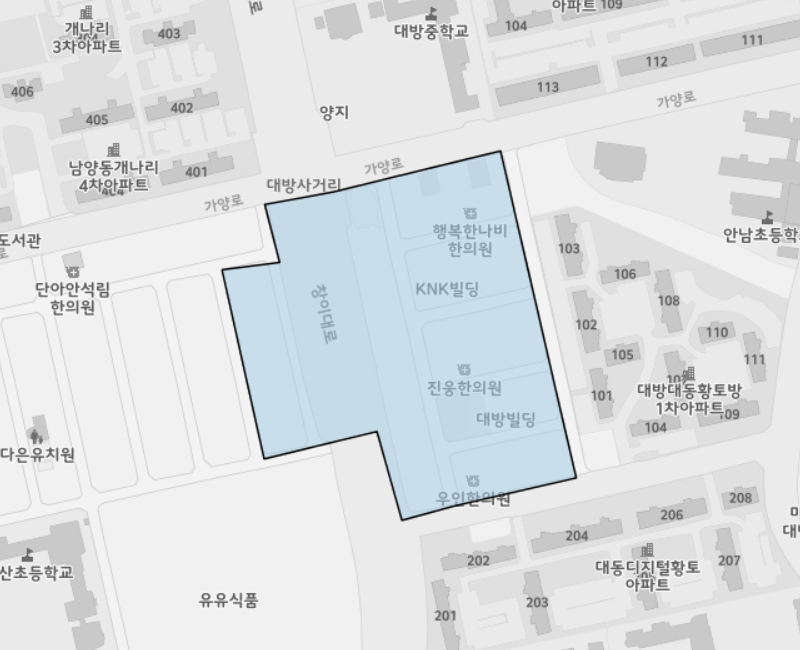 아파트
109
개나리
3차아파트
403
대방중학교
104
111
112
406
402
113
405
양지
가양로
남양동개나리
4차아파트
401
404
가양로
대방사거리
가양로
도서관
행복한나비
한의원
안남초등학
103
단아안석림
한의원
106
KNK빌딩
108
창이대로
102
110
105
111
진웅한의원
대방대동황토방
1차아파트
101
109
대방빌딩
104
다은유치원
우인한의원
208
206
204
산초등학교
202
대동디지털황토
아파트
207
유유식품
203
201